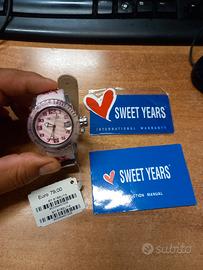 SWEET YEARS
INTERNATIONAL WARRANTY
SWEET YEARS
INSTRUCTION MANUAL
Euro 79,00
subito